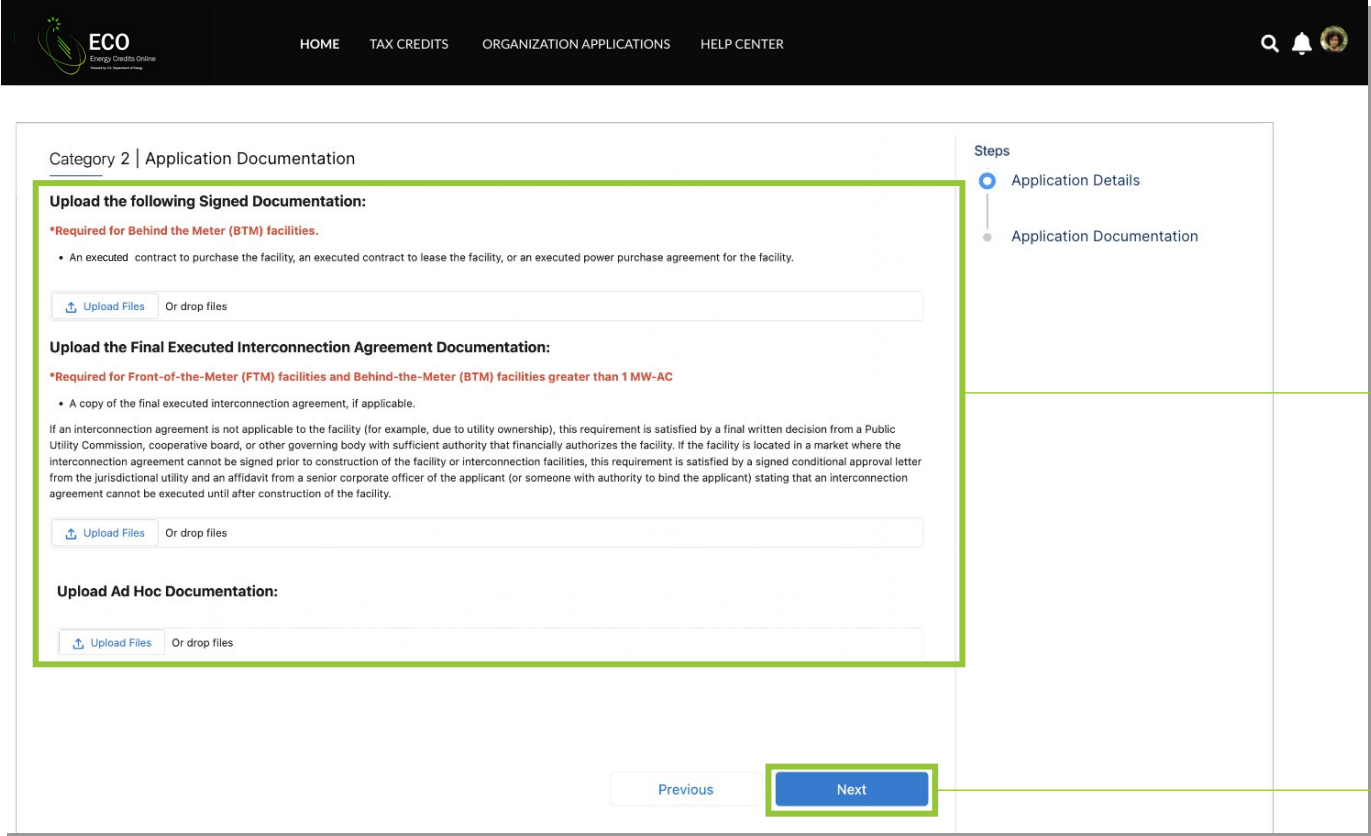 ECO
Energy Credits Online
Powered by U.S. Department of Energy
HOME TAX CREDITS ORGANIZATION APPLICATIONS HELP CENTER
Category 2 | Application Documentation
Upload the following Signed Documentation:
*Required for Behind the Meter (BTM) facilities.
• An executed contract to purchase the facility, an executed contract to lease the facility, or an executed power purchase agreement for the facility.
Upload Files Or drop files
Upload the Final Executed Interconnection Agreement Documentation:
*Required for Front-of-the-Meter (FTM) facilities and Behind-the-Meter (BTM) facilities greater than 1 MW-AC
• A copy of the final executed interconnection agreement, if applicable.
If an interconnection agreement is not applicable to the facility (for example, due to utility ownership), this requirement is satisfied by a final written decision from a Public
Utility Commission, cooperative board, or other governing body with sufficient authority that financially authorizes the facility. If the facility is located in a market where the
interconnection agreement cannot be signed prior to construction of the facility or interconnection facilities, this requirement is satisfied by a signed conditional approval letter
from the jurisdictional utility and an affidavit from a senior corporate officer of the applicant (or someone with authority to bind the applicant) stating that an interconnection
agreement cannot be executed until after construction of the facility.
Upload Files Or drop files
Upload Ad Hoc Documentation:
Upload Files Or drop files
Previous Next
Steps
Application Details
Application Documentation